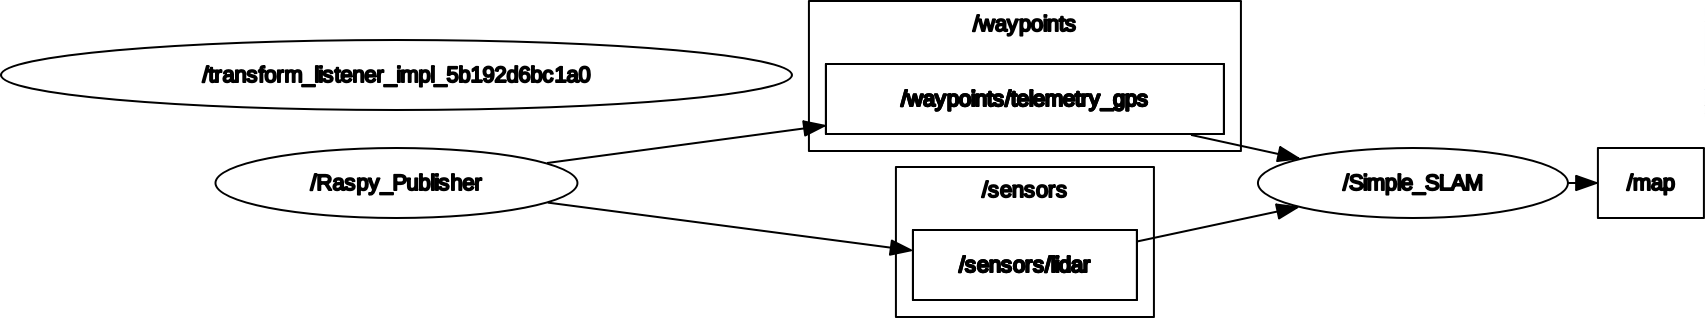 /waypoints
/transform_listener_impl_5b192d6bc1a0
/waypoints/telemetry_gps
/Raspy_Publisher
/sensors
/Simple_SLAM
/map
/sensors/lidar